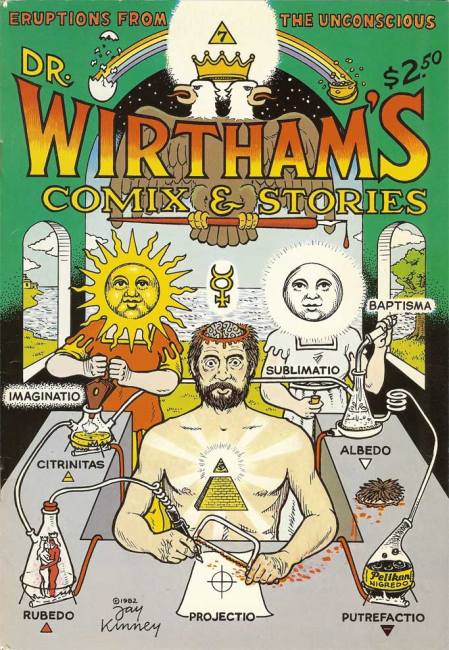 ERUPTIONS FROM THE UNCONSCIOUS
7
$2.50
DR.
WIRTHAM'S
COMIX & STORIES
BAPTISMA
SUBLIMATIO
IMAGINATIO
CITRINITAS
ALBEDO
Pelikan
NIGREDO
RUBEDO
©1982
Jay
Kinney
PROJECTIO
PUTREFACTIO